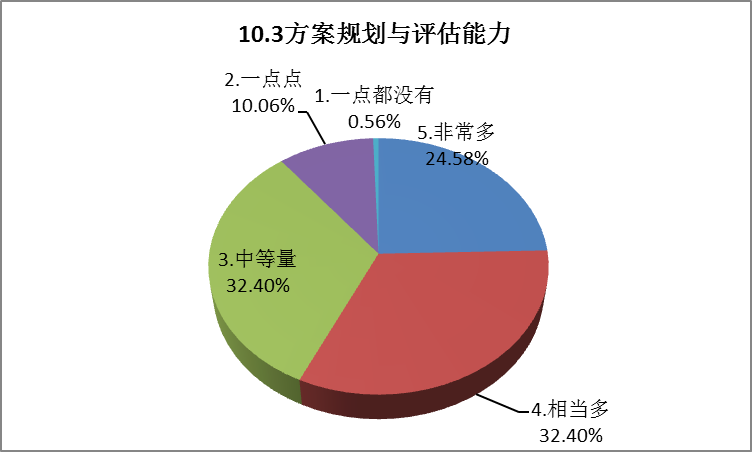 10.3方案规划与评估能力
2.一点点
10.06%
1.一点都没有
0.56%
5.非常多
24.58%
3.中等量
32.40%
4.相当多
32.40%